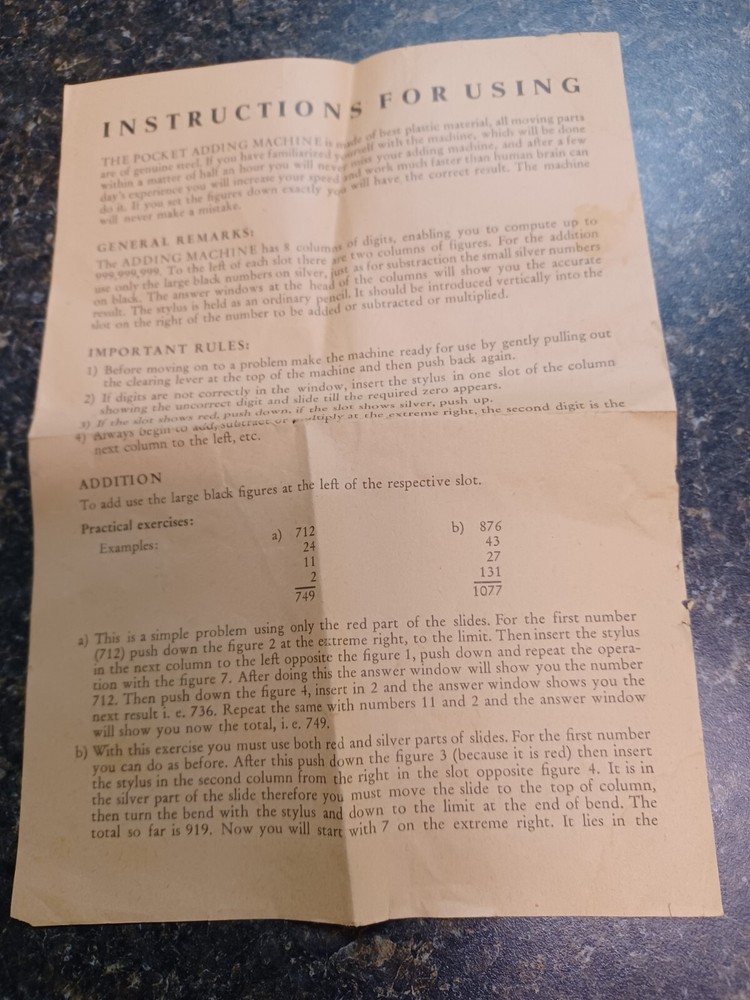 INSTRUCTIONS FOR USING
THE POCKET ADDING MACHINE is made of best plastic material, all moving parts
are of genuine steel. If you have familiarized yourself with the machine, which will be done
within a matter of half an hour you will never miss your adding machine, and after a few
day's experience you will increase your speed and work much faster than human brain can
do it. If you set the figures down exactly you will have the correct result. The machine
will never make a mistake.
GENERAL REMARKS:
The ADDING MACHINE has 8 columns of digits, enabling you to compute up to
999,999,999. To the left of each slot there are two columns of figures. For the addition
use only the large black numbers on silver, just as for substraction the small silver numbers
on black. The answer windows at the head of the columns will show you the accurate
result. The stylus is held as an ordinary pencil. It should be introduced vertically into the
slot on the right of the number to be added or subtracted or multiplied.
IMPORTANT RULES:
1) Before moving on to a problem make the machine ready for use by gently pulling out
the clearing lever at the top of the machine and then push back again.
2) If digits are not correctly in the window, insert the stylus in one slot of the column
showing the uncorrect digit and slide till the required zero appears.
3) If the slot shows red, push down, if the slot shows silver, push up.
4) Always begin to add, subtract or multiply at the extreme right, the second digit is the
next column to the left, etc.
ADDITION
To add use the large black figures at the left of the respective slot.
Practical exercises:
Examples: a) 712 b) 876
24 43
11 27
2 131
749 1077
a) This is a simple problem using only the red part of the slides. For the first number
(712) push down the figure 2 at the extreme right, to the limit. Then insert the stylus
in the next column to the left opposite the figure 1, push down and repeat the opera-
tion with the figure 7. After doing this the answer window will show you the number
712. Then push down the figure 4, insert in 2 and the answer window shows you the
next result i. e. 736. Repeat the same with numbers 11 and 2 and the answer window
will show you now the total, i. e. 749.
b) With this exercise you must use both red and silver parts of slides. For the first number
you can do as before. After this push down the figure 3 (because it is red) then insert
the stylus in the second column from the right in the slot opposite figure 4. It is in
the silver part of the slide therefore you must move the slide to the top of column,
then turn the bend with the stylus and down to the limit at the end of bend. The
total so far is 919. Now you will start with 7 on the extreme right. It lies in the